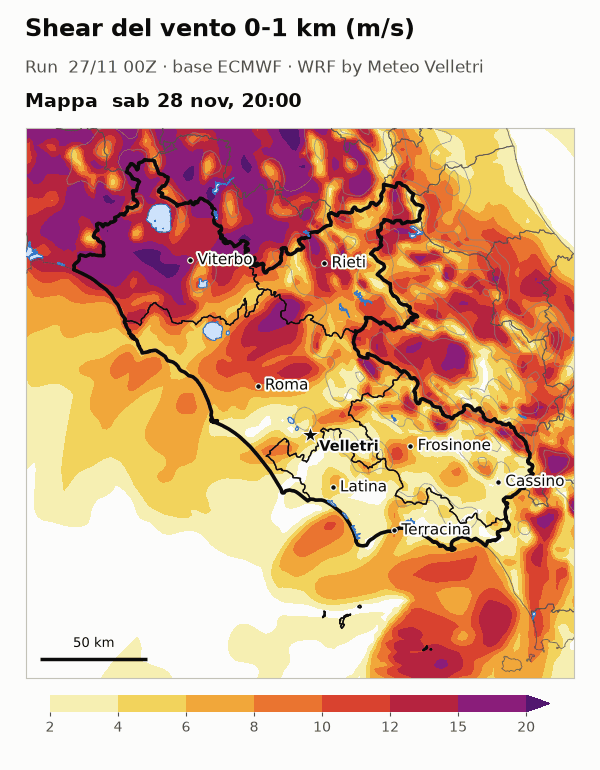 Shear del vento 0-1 km (m/s)
Run 27/11 00Z · base ECMWF · WRF by Meteo Velletri
Mappa sab 28 nov, 20:00
Viterbo
Rieti
Roma
Velletri
Frosinone
Cassino
Latina
Terracina
50 km
2 4 6 8 10 12 15 20